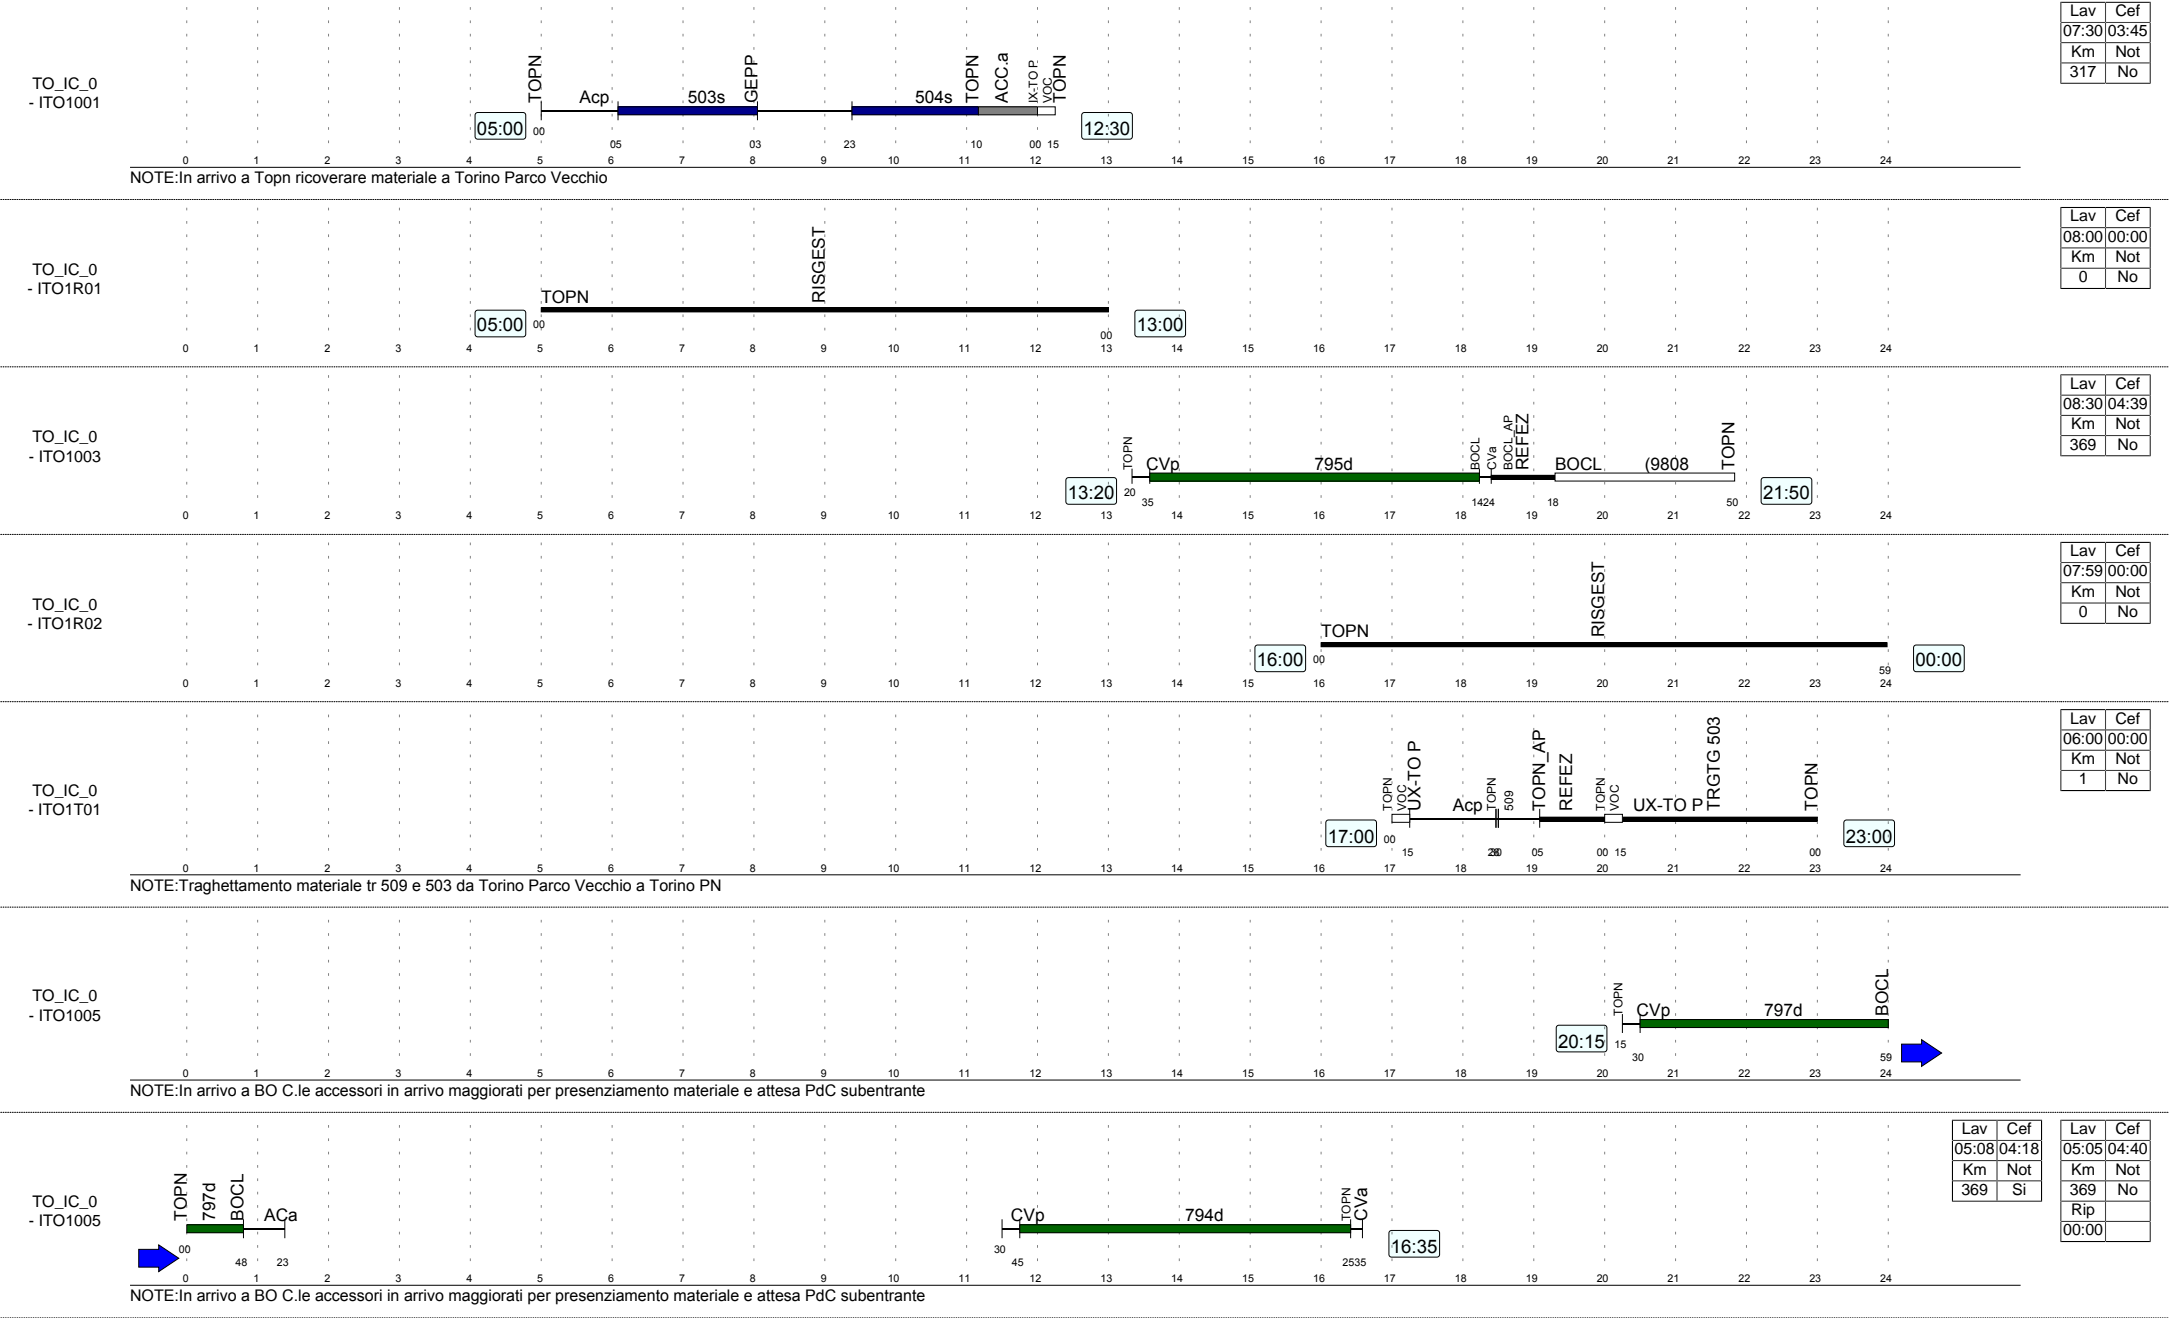 TO_IC_0
- ITO1001
TOPN
Acp
503s
GEPP
504s
TOPN
ACC.a
IX-TO P.
VOC
TOPN
05:00
00
12:30
05 03 23 10 00 15
0 1 2 3 4 5 6 7 8 9 10 11 12 13 14 15 16 17 18 19 20 21 22 23 24
NOTE:In arrivo a Topn ricoverare materiale a Torino Parco Vecchio
Lav Cef
07:30 03:45
Km Not
317 No
TO_IC_0
- ITO1R01
TOPN
RISGEST
05:00
00
00
13:00
0 1 2 3 4 5 6 7 8 9 10 11 12 13 14 15 16 17 18 19 20 21 22 23 24
Lav Cef
08:00 00:00
Km Not
0 No
TO_IC_0
- ITO1003
TOPN
CVp
795d
BOCL
CVa
BOCL_AP
REFEZ
BOCL
(9808
TOPN
13:20
20
35 1424 18 50
21:50
0 1 2 3 4 5 6 7 8 9 10 11 12 13 14 15 16 17 18 19 20 21 22 23 24
Lav Cef
08:30 04:39
Km Not
369 No
TO_IC_0
- ITO1R02
TOPN
RISGEST
16:00
00
59
00:00
0 1 2 3 4 5 6 7 8 9 10 11 12 13 14 15 16 17 18 19 20 21 22 23 24
Lav Cef
07:59 00:00
Km Not
0 No
TO_IC_0
- ITO1T01
TOPN
VOC
UX-TO P
Acp
TOPN
509
TOPN_AP
REFEZ
TOPN
VOC
UX-TO P
TRGTG 503
TOPN
17:00
00
15 05 00 15 00
23:00
0 1 2 3 4 5 6 7 8 9 10 11 12 13 14 15 16 17 18 19 20 21 22 23 24
NOTE:Traghettamento materiale tr 509 e 503 da Torino Parco Vecchio a Torino PN
Lav Cef
06:00 00:00
Km Not
1 No
TO_IC_0
- ITO1005
TOPN
CVp
797d
BOCL
20:15
15
30 59
0 1 2 3 4 5 6 7 8 9 10 11 12 13 14 15 16 17 18 19 20 21 22 23 24
NOTE:In arrivo a BO C.le accessori in arrivo maggiorati per presenziamento materiale e attesa PdC subentrante
TO_IC_0
- ITO1005
TOPN
797d
BOCL
ACa
CVp
794d
TOPN
CVa
00
48 23
30
45 2535
16:35
0 1 2 3 4 5 6 7 8 9 10 11 12 13 14 15 16 17 18 19 20 21 22 23 24
NOTE:In arrivo a BO C.le accessori in arrivo maggiorati per presenziamento materiale e attesa PdC subentrante
Lav Cef
05:08 04:18
Km Not
369 Si
Lav Cef
05:05 04:40
Km Not
369 No
Rip
00:00